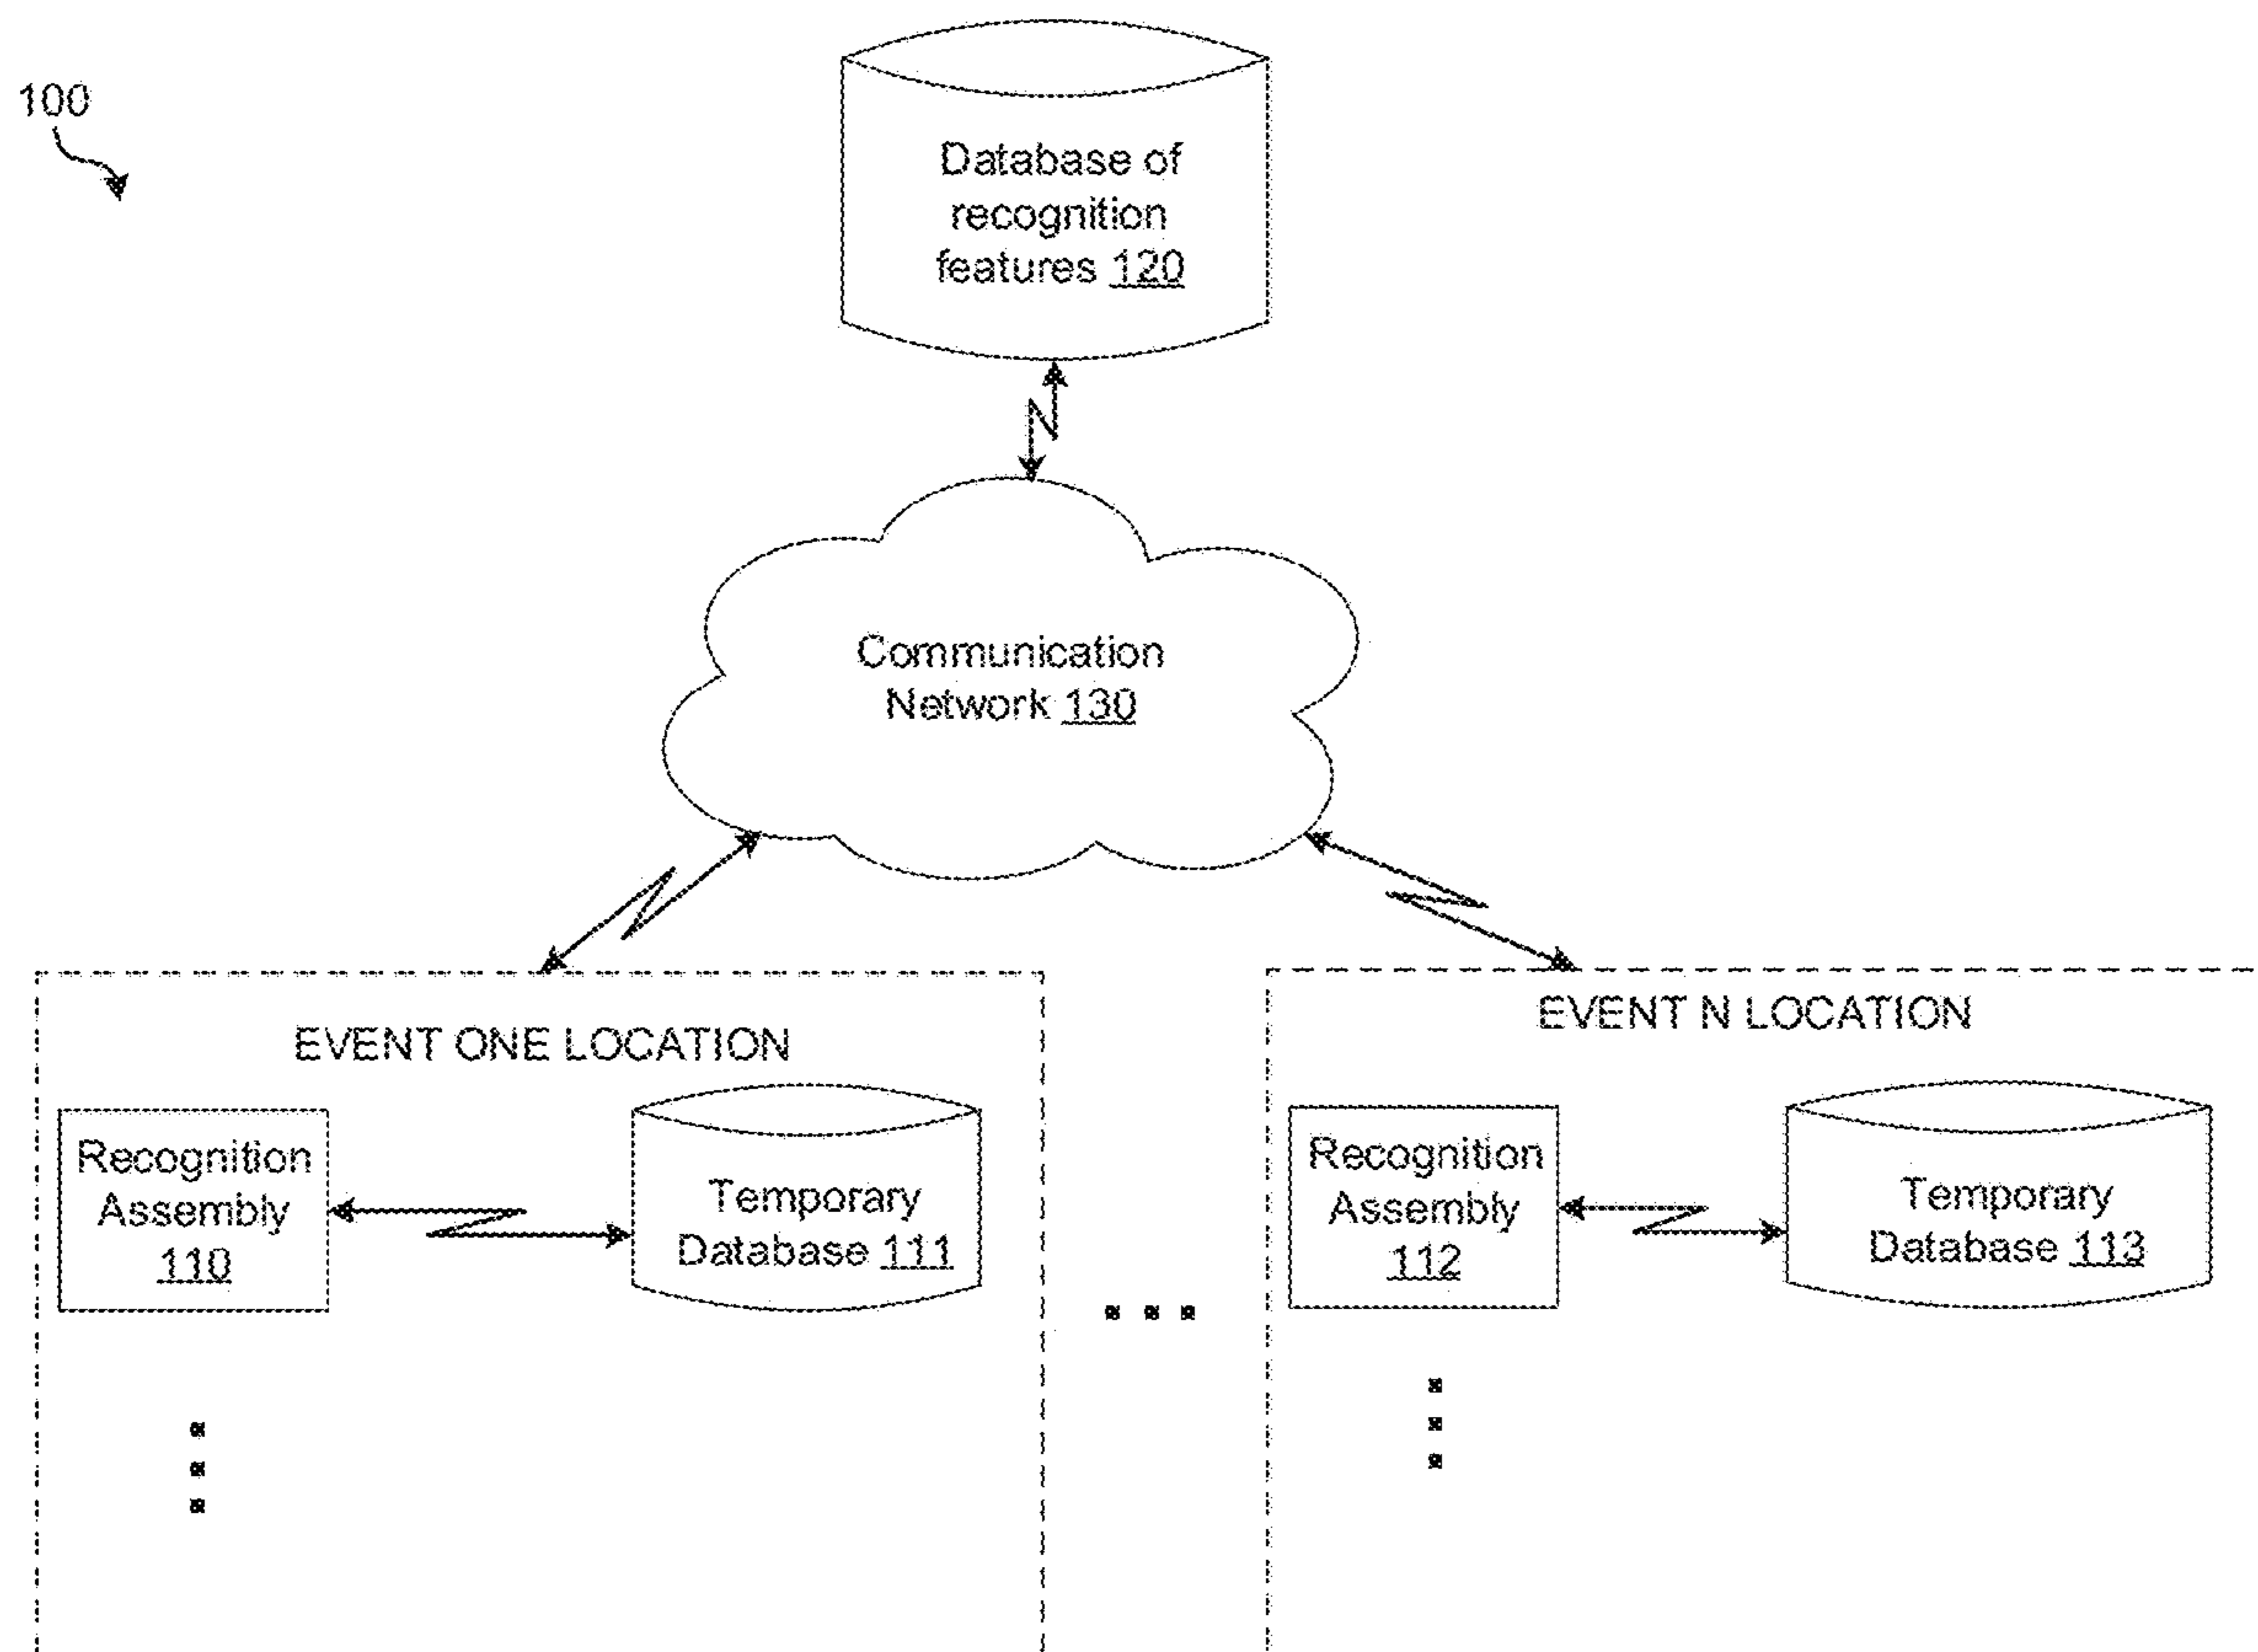 100
Database of
recognition
features 120
Communication
Network 130
EVENT ONE LOCATION
Recognition
Assembly
110
Temporary
Database 111
EVENT N LOCATION
Recognition
Assembly
112
Temporary
Database 113